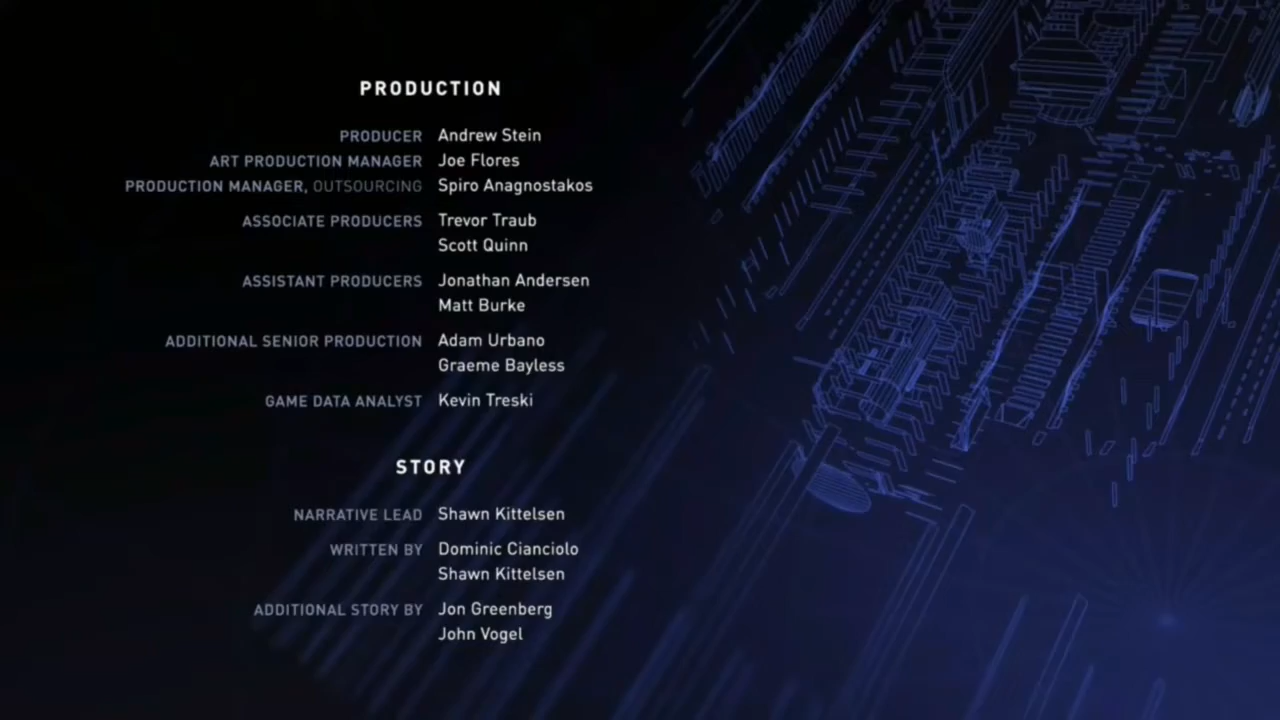 PRODUCTION
PRODUCER Andrew Stein
ART PRODUCTION MANAGER Joe Flores
PRODUCTION MANAGER, OUTSOURCING Spiro Anagnostakos
ASSOCIATE PRODUCERS Trevor Traub
Scott Quinn
ASSISTANT PRODUCERS Jonathan Andersen
Matt Burke
ADDITIONAL SENIOR PRODUCTION Adam Urbano
Graeme Bayless
GAME DATA ANALYST Kevin Treski
STORY
NARRATIVE LEAD Shawn Kittelsen
WRITTEN BY Dominic Cianciolo
Shawn Kittelsen
ADDITIONAL STORY BY Jon Greenberg
John Vogel